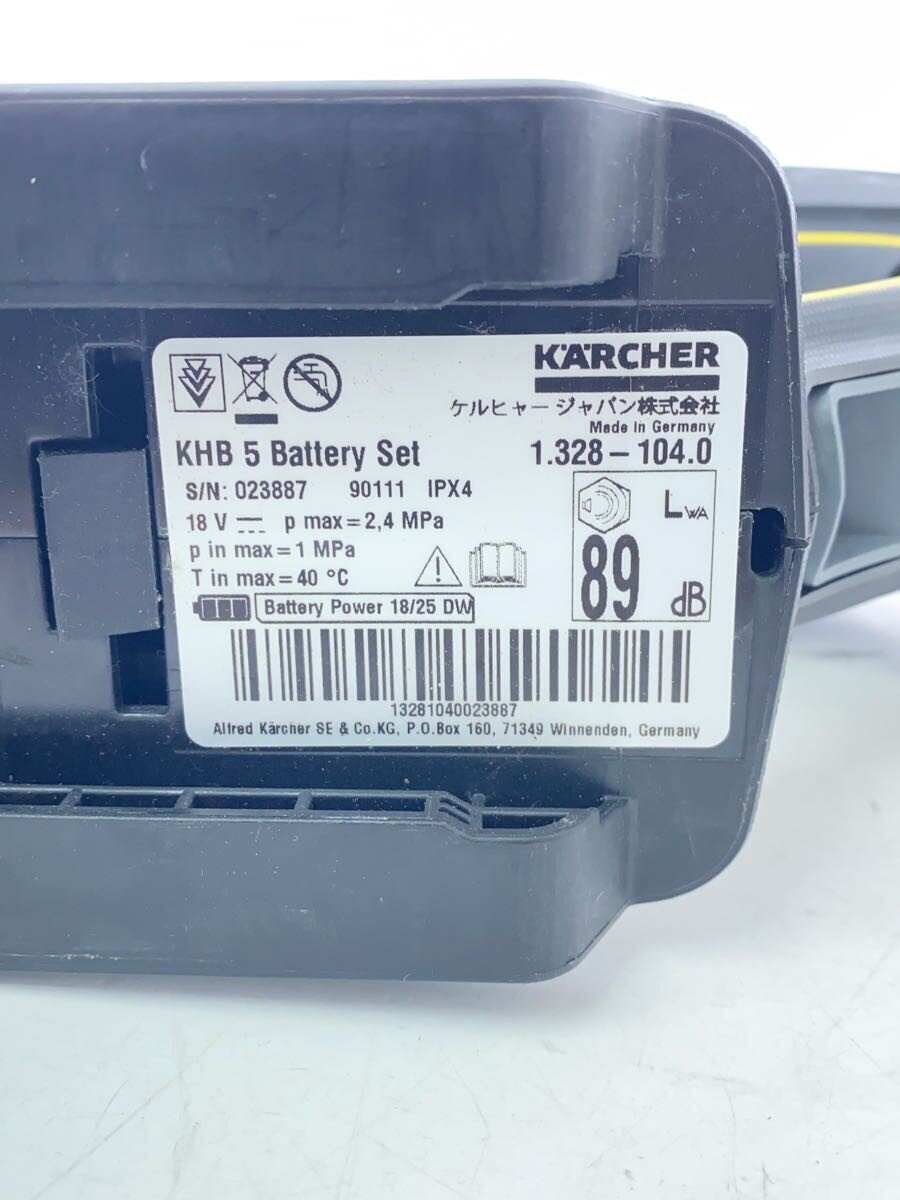 KÄRCHER
ケルヒャー ジャパン株式会社
Made in Germany
KHB 5 Battery Set 1.328-104.0
S/N: 023887 90111 IPX4
18 V p max = 2,4 MPa
p in max = 1 MPa
T in max = 40 °C
Battery Power 18/25 DW
LWA
89 dB
13281040023887
Alfred Kärcher SE & Co.KG, P.O.Box 160, 71349 Winnenden, Germany